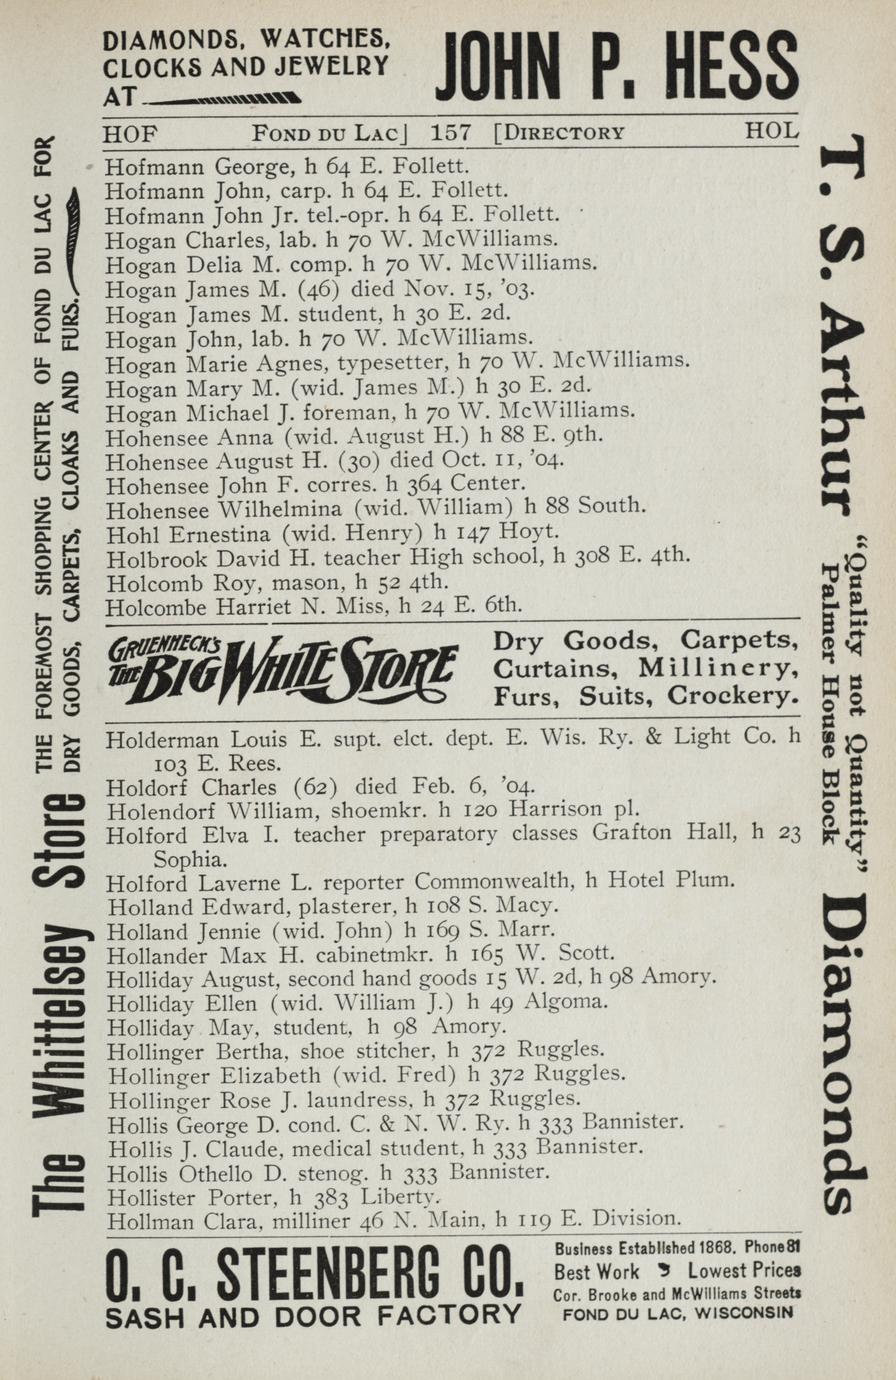 DIAMONDS, WATCHES,
CLOCKS AND JEWELRY
AT
JOHN P. HESS
HOF FOND DU LAC] 157 [DIRECTORY HOL
Hofmann George, h 64 E. Follett.
Hofmann John, carp. h 64 E. Follett.
Hofmann John Jr. tel.-opr. h 64 E. Follett.
Hogan Charles, lab. h 70 W. McWilliams.
Hogan Delia M. comp. h 70 W. McWilliams.
Hogan James M. (46) died Nov. 15, '03.
Hogan James M. student, h 30 E. 2d.
Hogan John, lab. h 70 W. McWilliams.
Hogan Marie Agnes, typesetter, h 70 W. McWilliams.
Hogan Mary M. (wid. James M.) h 30 E. 2d.
Hogan Michael J. foreman, h 70 W. McWilliams.
Hohensee Anna (wid. August H.) h 88 E. 9th.
Hohensee August H. (30) died Oct. 11, '04.
Hohensee John F. corres. h 364 Center.
Hohensee Wilhelmina (wid. William) h 88 South.
Hohl Ernestina (wid. Henry) h 147 Hoyt.
Holbrook David H. teacher High school, h 308 E. 4th.
Holcomb Roy, mason, h 52 4th.
Holcombe Harriet N. Miss, h 24 E. 6th.
GRUENHECK'S
THE BIG WHITE STORE
Dry Goods, Carpets,
Curtains, Millinery,
Furs, Suits, Crockery.
Holderman Louis E. supt. elct. dept. E. Wis. Ry. & Light Co. h
103 E. Rees.
Holdorf Charles (62) died Feb. 6, '04.
Holendorf William, shoemkr. h 120 Harrison pl.
Holford Elva I. teacher preparatory classes Grafton Hall, h 23
Sophia.
Holford Laverne L. reporter Commonwealth, h Hotel Plum.
Holland Edward, plasterer, h 108 S. Macy.
Holland Jennie (wid. John) h 169 S. Marr.
Hollander Max H. cabinetmkr. h 165 W. Scott.
Holliday August, second hand goods 15 W. 2d, h 98 Amory.
Holliday Ellen (wid. William J.) h 49 Algoma.
Holliday May, student, h 98 Amory.
Hollinger Bertha, shoe stitcher, h 372 Ruggles.
Hollinger Elizabeth (wid. Fred) h 372 Ruggles.
Hollinger Rose J. laundress, h 372 Ruggles.
Hollis George D. cond. C. & N. W. Ry. h 333 Bannister.
Hollis J. Claude, medical student, h 333 Bannister.
Hollis Othello D. stenog. h 333 Bannister.
Hollister Porter, h 383 Liberty.
Hollman Clara, milliner 46 N. Main, h 119 E. Division.
O. C. STEENBERG CO.
SASH AND DOOR FACTORY
Business Established 1868. Phone 81
Best Work Lowest Prices
Cor. Brooke and McWilliams Streets
FOND DU LAC, WISCONSIN
The Whittelsey Store
THE FOREMOST SHOPPING CENTER OF FOND DU LAC FOR
DRY GOODS, CARPETS, CLOAKS AND FURS.
T. S. Arthur
"Quality not Quantity"
Palmer House Block
Diamonds